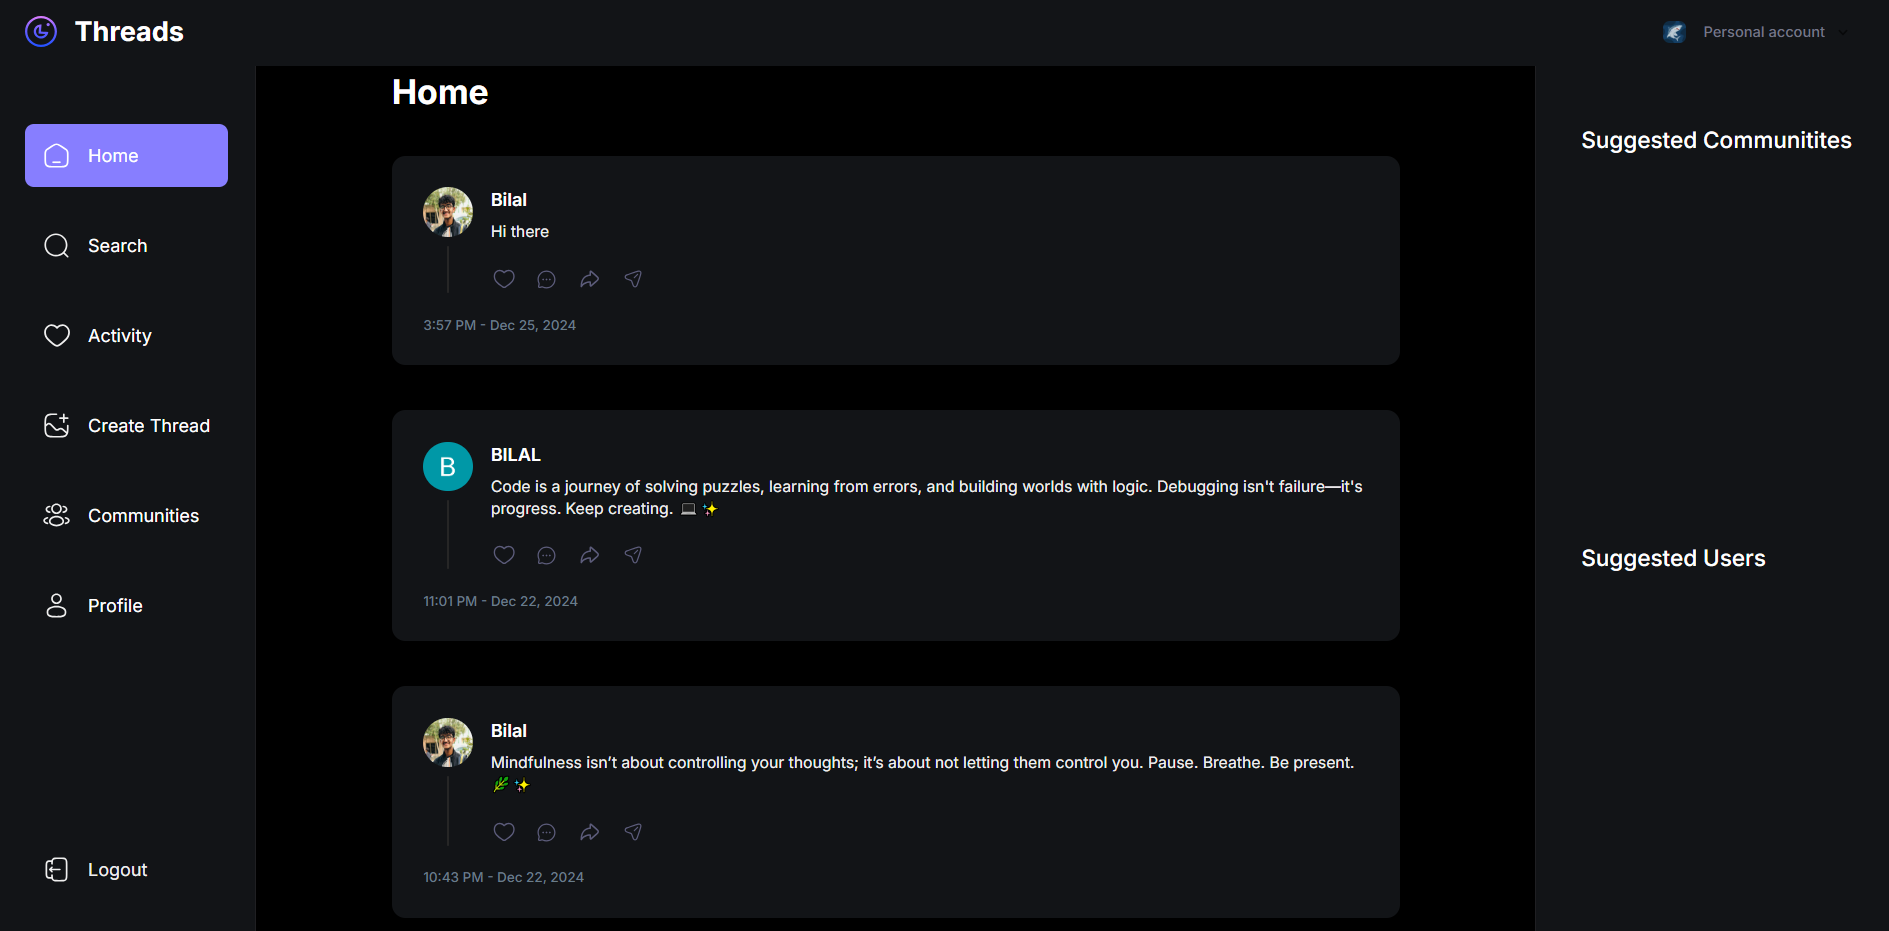 Threads
Personal account
Home
Search
Activity
Create Thread
Communities
Profile
Logout
Home
Bilal
Hi there
3:57 PM - Dec 25, 2024
B
BILAL
Code is a journey of solving puzzles, learning from errors, and building worlds with logic. Debugging isn't failure—it's
progress. Keep creating. 💻 ✨
11:01 PM - Dec 22, 2024
Bilal
Mindfulness isn’t about controlling your thoughts; it’s about not letting them control you. Pause. Breathe. Be present.
🌿 ✨
10:43 PM - Dec 22, 2024
Suggested Communitites
Suggested Users